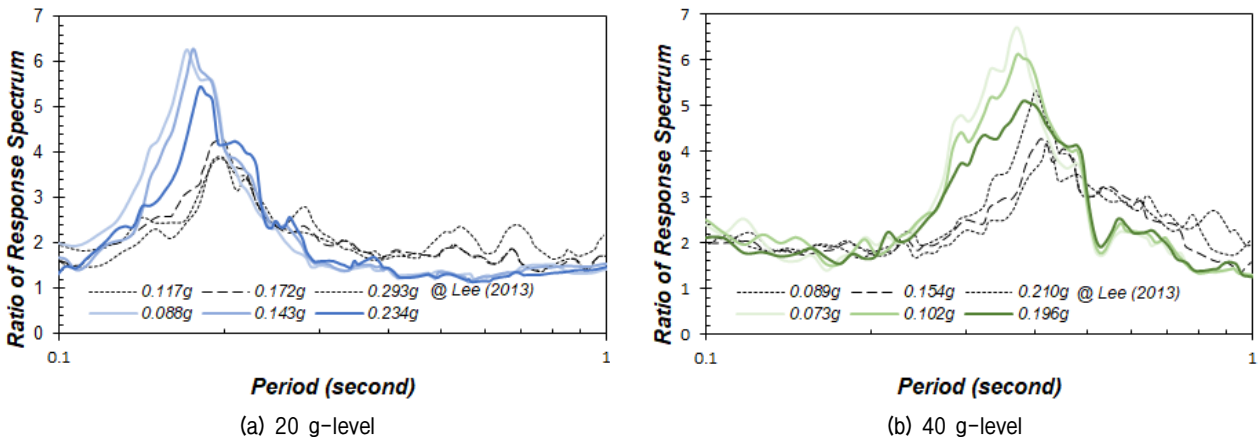 Ratio of Response Spectrum
7
6
5
4
3
2
1
0
0.117g 0.172g 0.293g @ Lee (2013)
0.088g 0.143g 0.234g
0.1 1
Period (second)
(a) 20 g-level
Ratio of Response Spectrum
7
6
5
4
3
2
1
0
0.089g 0.154g 0.210g @ Lee (2013)
0.073g 0.102g 0.196g
0.1 1
Period (second)
(b) 40 g-level